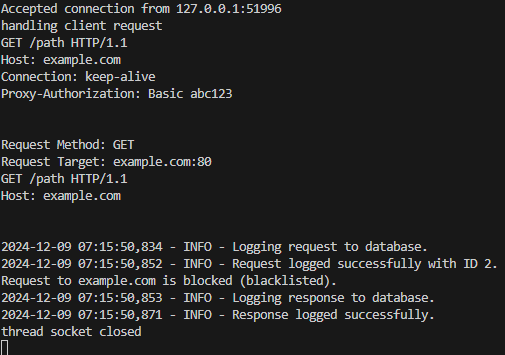 Accepted connection from 127.0.0.1:51996
handling client request
GET /path HTTP/1.1
Host: example.com
Connection: keep-alive
Proxy-Authorization: Basic abc123
Request Method: GET
Request Target: example.com:80
GET /path HTTP/1.1
Host: example.com
2024-12-09 07:15:50,834 - INFO - Logging request to database.
2024-12-09 07:15:50,852 - INFO - Request logged successfully with ID 2.
Request to example.com is blocked (blacklisted).
2024-12-09 07:15:50,853 - INFO - Logging response to database.
2024-12-09 07:15:50,871 - INFO - Response logged successfully.
thread socket closed